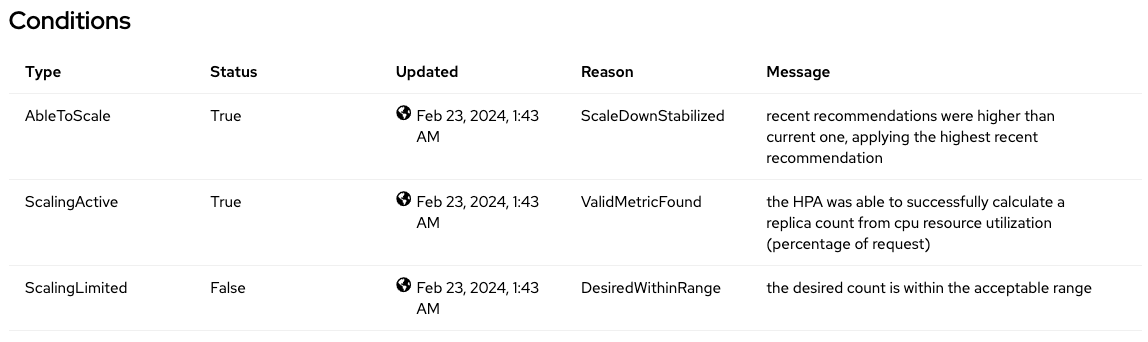 Conditions
Type Status Updated Reason Message
AbleToScale True Feb 23, 2024, 1:43 ScaleDownStabilized recent recommendations were higher than
AM current one, applying the highest recent
recommendation
ScalingActive True Feb 23, 2024, 1:43 ValidMetricFound the HPA was able to successfully calculate a
AM replica count from cpu resource utilization
(percentage of request)
ScalingLimited False Feb 23, 2024, 1:43 DesiredWithinRange the desired count is within the acceptable range
AM